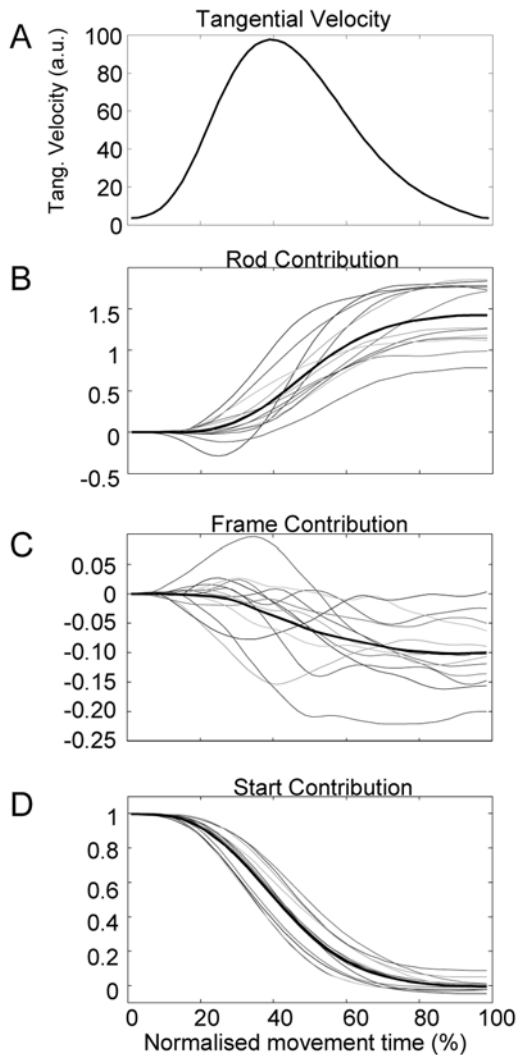 Tangential Velocity
A
Tang. Velocity (a.u.)
100
80
60
40
20
0
Rod Contribution
B
1.5
1
0.5
0
-0.5
Frame Contribution
C
0.05
0
-0.05
-0.10
-0.15
-0.20
-0.25
Start Contribution
D
1
0.8
0.6
0.4
0.2
0
0 20 40 60 80 100
Normalised movement time (%)